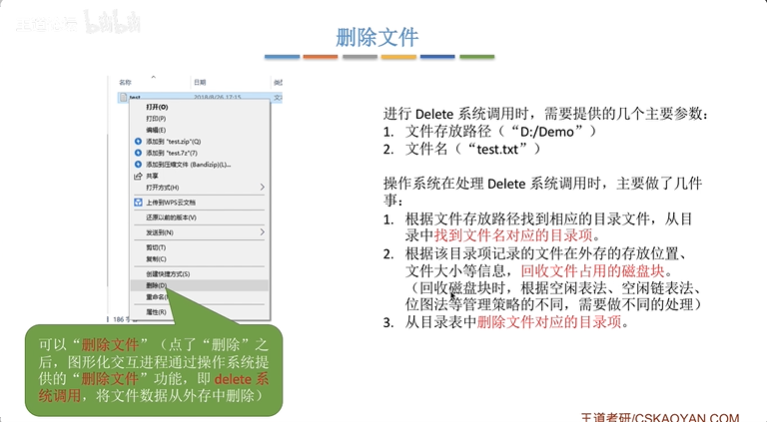 bilibili
删除文件
名称
日期
类
test
2018/9/26 17:15
文
打开(O)
打印(P)
编辑(E)
添加到 "test.zip"(Q)
添加到 "test.7z"(7)
添加到压缩文件 (Bandizip)(L)...
共享
打开方式(H)
上传到WPS云文档
还原以前的版本(V)
发送到(N)
剪切(T)
复制(C)
创建快捷方式(S)
删除(D)
重命名(
属性(R)
186 字
可以“删除文件”（点了“删除”之
后，图形化交互进程通过操作系统提
供的“删除文件”功能，即 delete 系
统调用，将文件数据从外存中删除）
进行 Delete 系统调用时，需要提供的几个主要参数：
1. 文件存放路径（“D:/Demo”）
2. 文件名（“test.txt”）
操作系统在处理 Delete 系统调用时，主要做了几件
事：
1. 根据文件存放路径找到相应的目录文件，从目
录中找到文件名对应的目录项。
2. 根据该目录项记录的文件在外存的存放位置、
文件大小等信息，回收文件占用的磁盘块。
（回收磁盘块时，根据空闲表法、空闲链表法、
位图法等管理策略的不同，需要做不同的处理）
3. 从目录表中删除文件对应的目录项。
王道考研/CSKAOYAN.COM